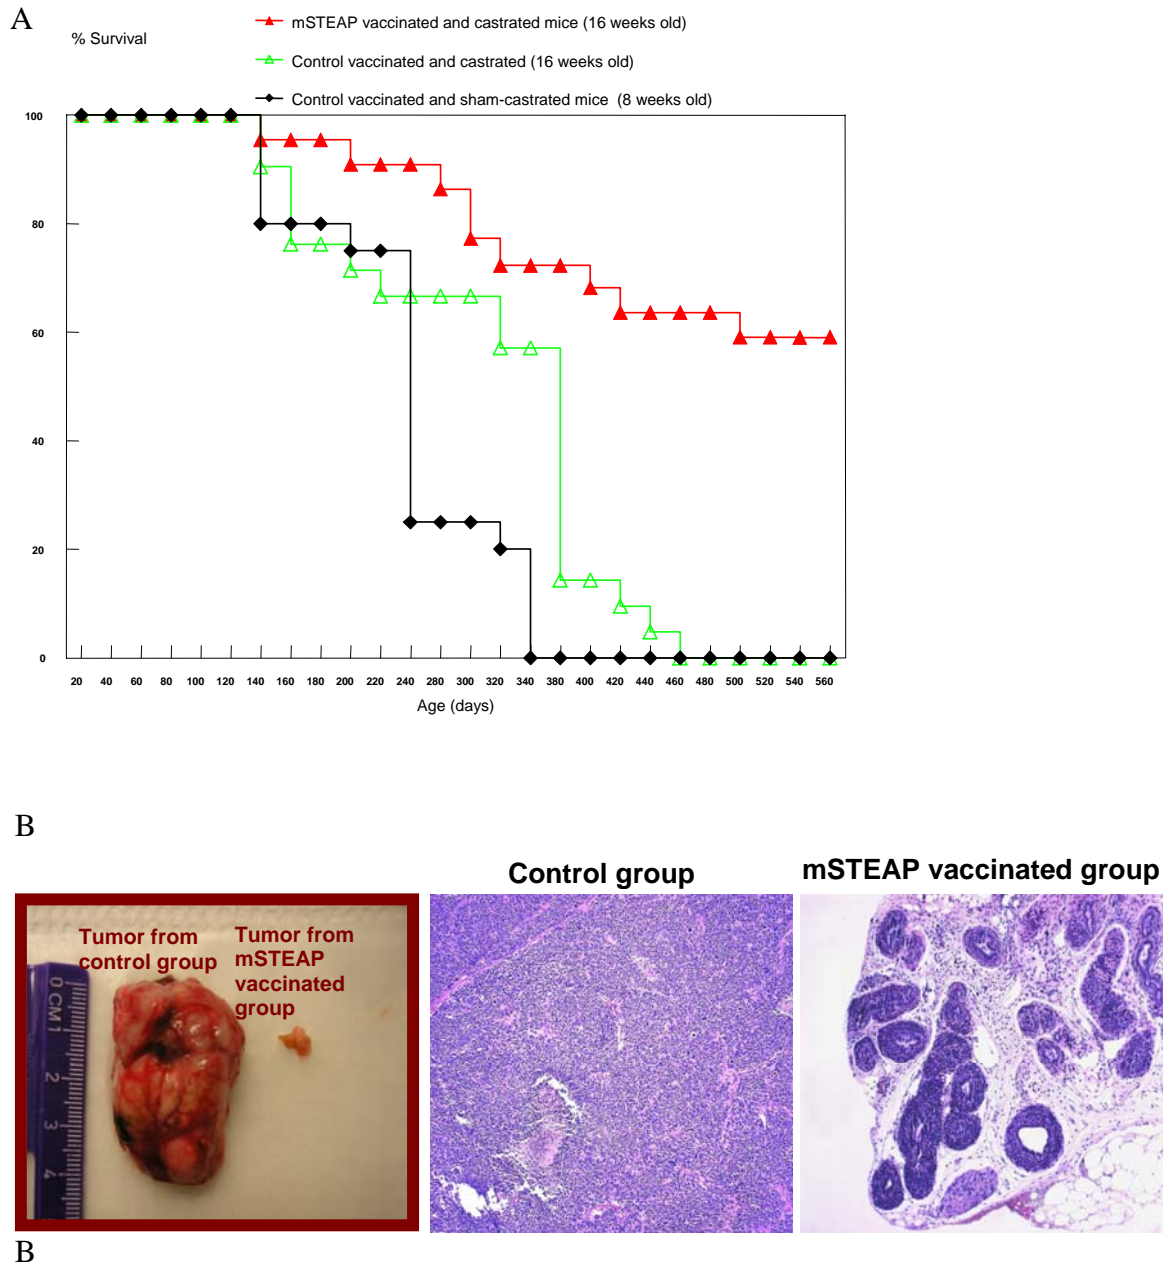 A
% Survival
mSTEAP vaccinated and castrated mice (16 weeks old)
Control vaccinated and castrated (16 weeks old)
Control vaccinated and sham-castrated mice (8 weeks old)
100
80
60
40
20
0
20 40 60 80 100 120 140 160 180 200 220 240 280 300 320 340 380 400 420 440 460 480 500 520 540 560
Age (days)
B
Control group
mSTEAP vaccinated group
Tumor from
control group
Tumor from
mSTEAP
vaccinated
group
0 CM 1
2
3
4
B